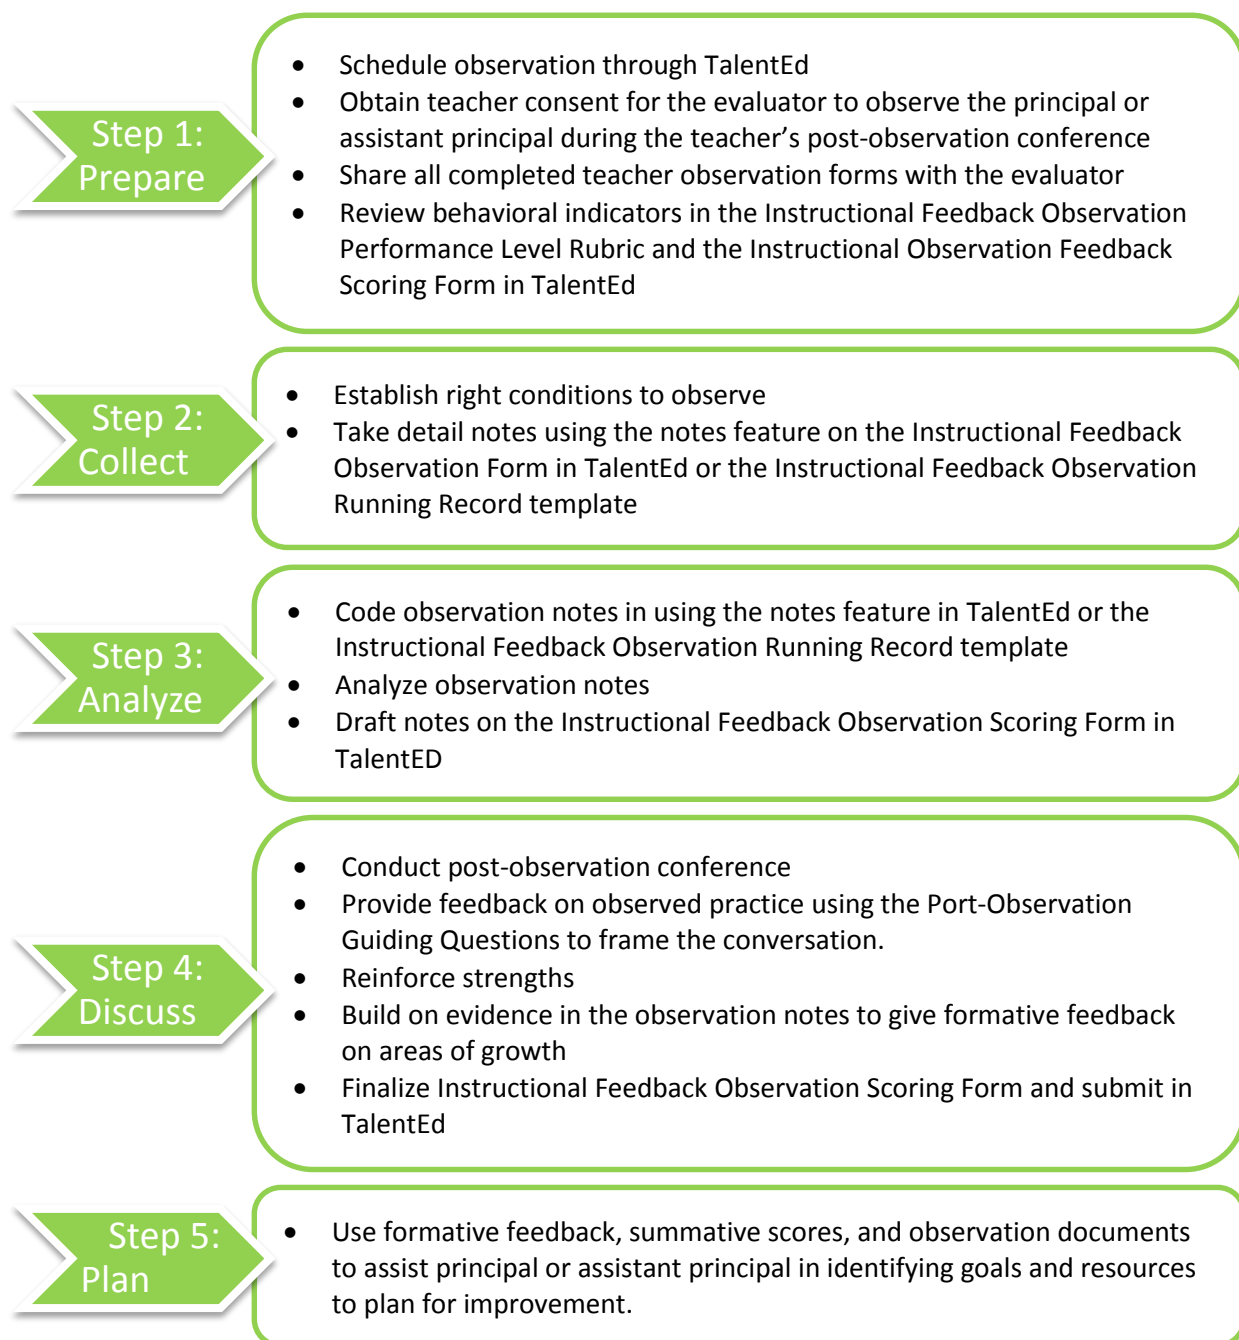 Step 1:
Prepare
• Schedule observation through TalentEd
• Obtain teacher consent for the evaluator to observe the principal or
assistant principal during the teacher’s post-observation conference
• Share all completed teacher observation forms with the evaluator
• Review behavioral indicators in the Instructional Feedback Observation
Performance Level Rubric and the Instructional Observation Feedback
Scoring Form in TalentEd
Step 2:
Collect
• Establish right conditions to observe
• Take detail notes using the notes feature on the Instructional Feedback
Observation Form in TalentEd or the Instructional Feedback Observation
Running Record template
Step 3:
Analyze
• Code observation notes in using the notes feature in TalentEd or the
Instructional Feedback Observation Running Record template
• Analyze observation notes
• Draft notes on the Instructional Feedback Observation Scoring Form in
TalentED
Step 4:
Discuss
• Conduct post-observation conference
• Provide feedback on observed practice using the Port-Observation
Guiding Questions to frame the conversation.
• Reinforce strengths
• Build on evidence in the observation notes to give formative feedback
on areas of growth
• Finalize Instructional Feedback Observation Scoring Form and submit in
TalentEd
Step 5:
Plan
• Use formative feedback, summative scores, and observation documents
to assist principal or assistant principal in identifying goals and resources
to plan for improvement.